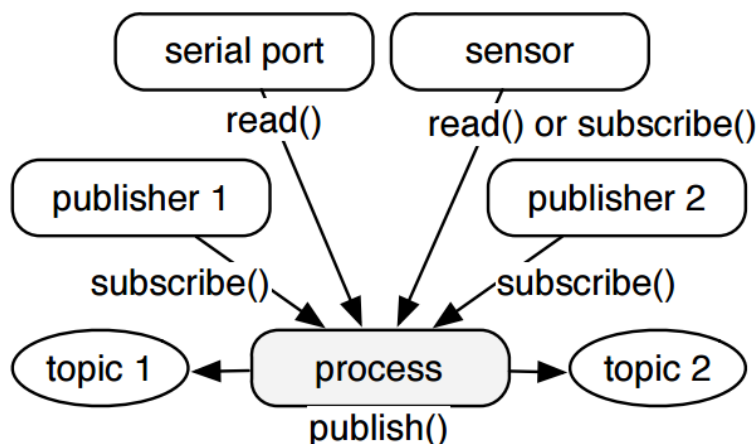 serial port
sensor
read()
read() or subscribe()
publisher 1
publisher 2
subscribe()
subscribe()
topic 1
process
topic 2
publish()